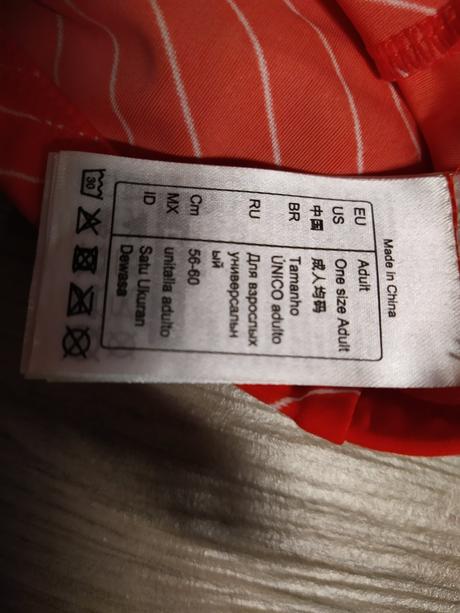 Made in China
EU Adult
US One size Adult
中国 成人均码
BR Tamanho
ÚNICO adulto
RU Для взрослых
универсальн
ый
Cm 56-60
MX unitalla adulto
ID Satu Ukuran
Dewasa
30